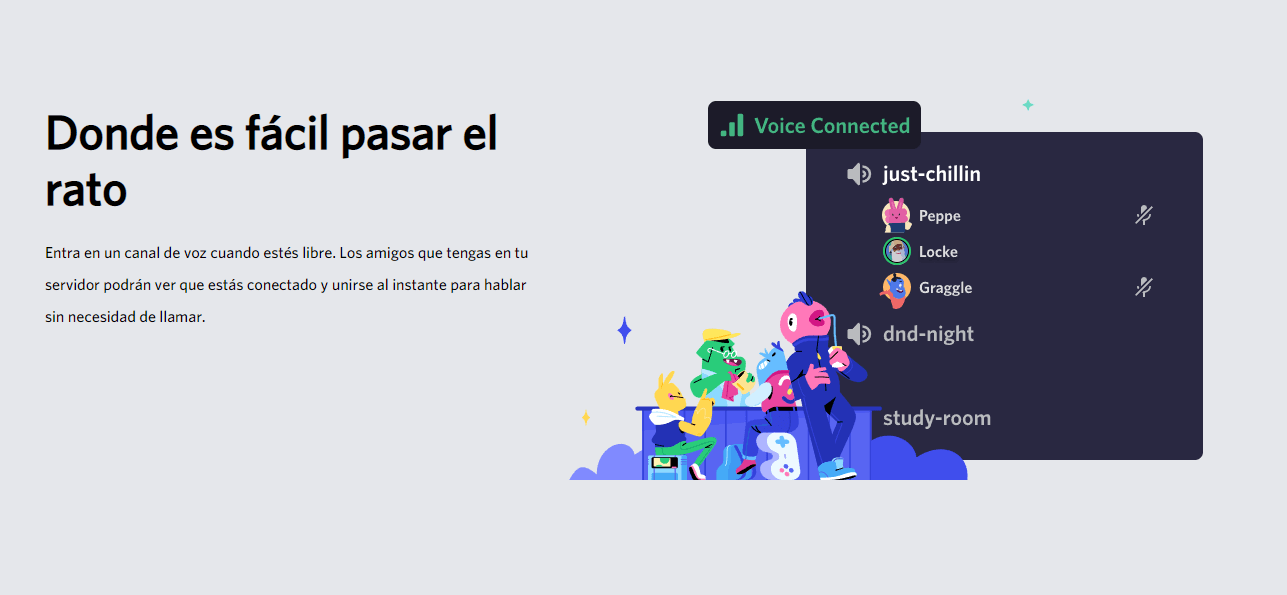 Donde es fácil pasar el
rato
Entra en un canal de voz cuando estés libre. Los amigos que tengas en tu
servidor podrán ver que estás conectado y unirse al instante para hablar
sin necesidad de llamar.
Voice Connected
just-chillin
Peppe
Locke
Graggle
dnd-night
study-room